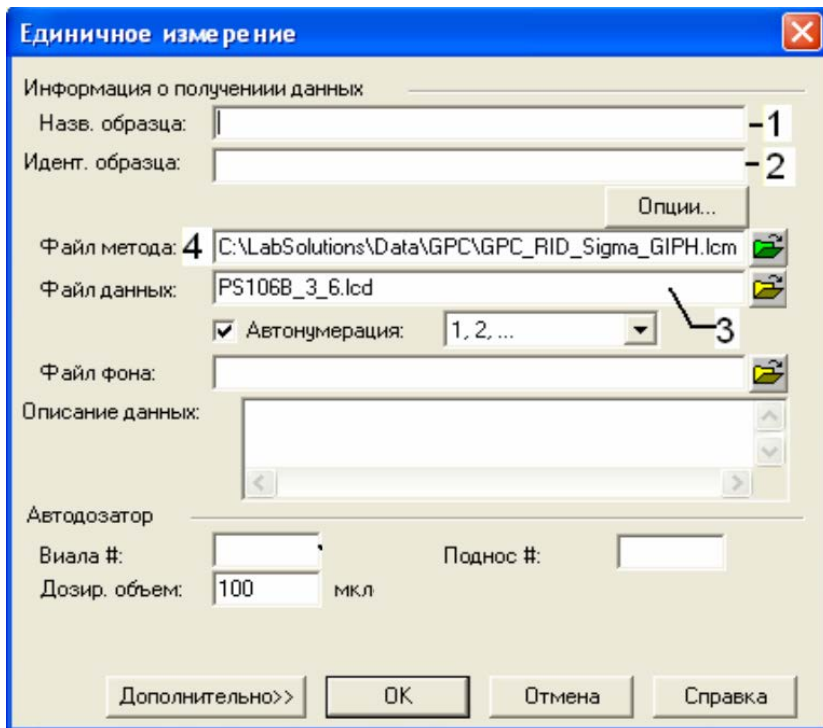 Единичное измерение
Информация о получениии данных
Назв. образца: 1
Идент. образца: 2
Опции...
Файл метода: 4 C:\LabSolutions\Data\GPC\GPC_RID_Sigma_GIPH.lcm
Файл данных: PS106B_3_6.lcd
Автонумерация: 1, 2, ... 3
Файл фона:
Описание данных:
Автодозатор
Виала #: Поднос #:
Дозир. объем: 100 мкл
Дополнительно>> OK Отмена Справка